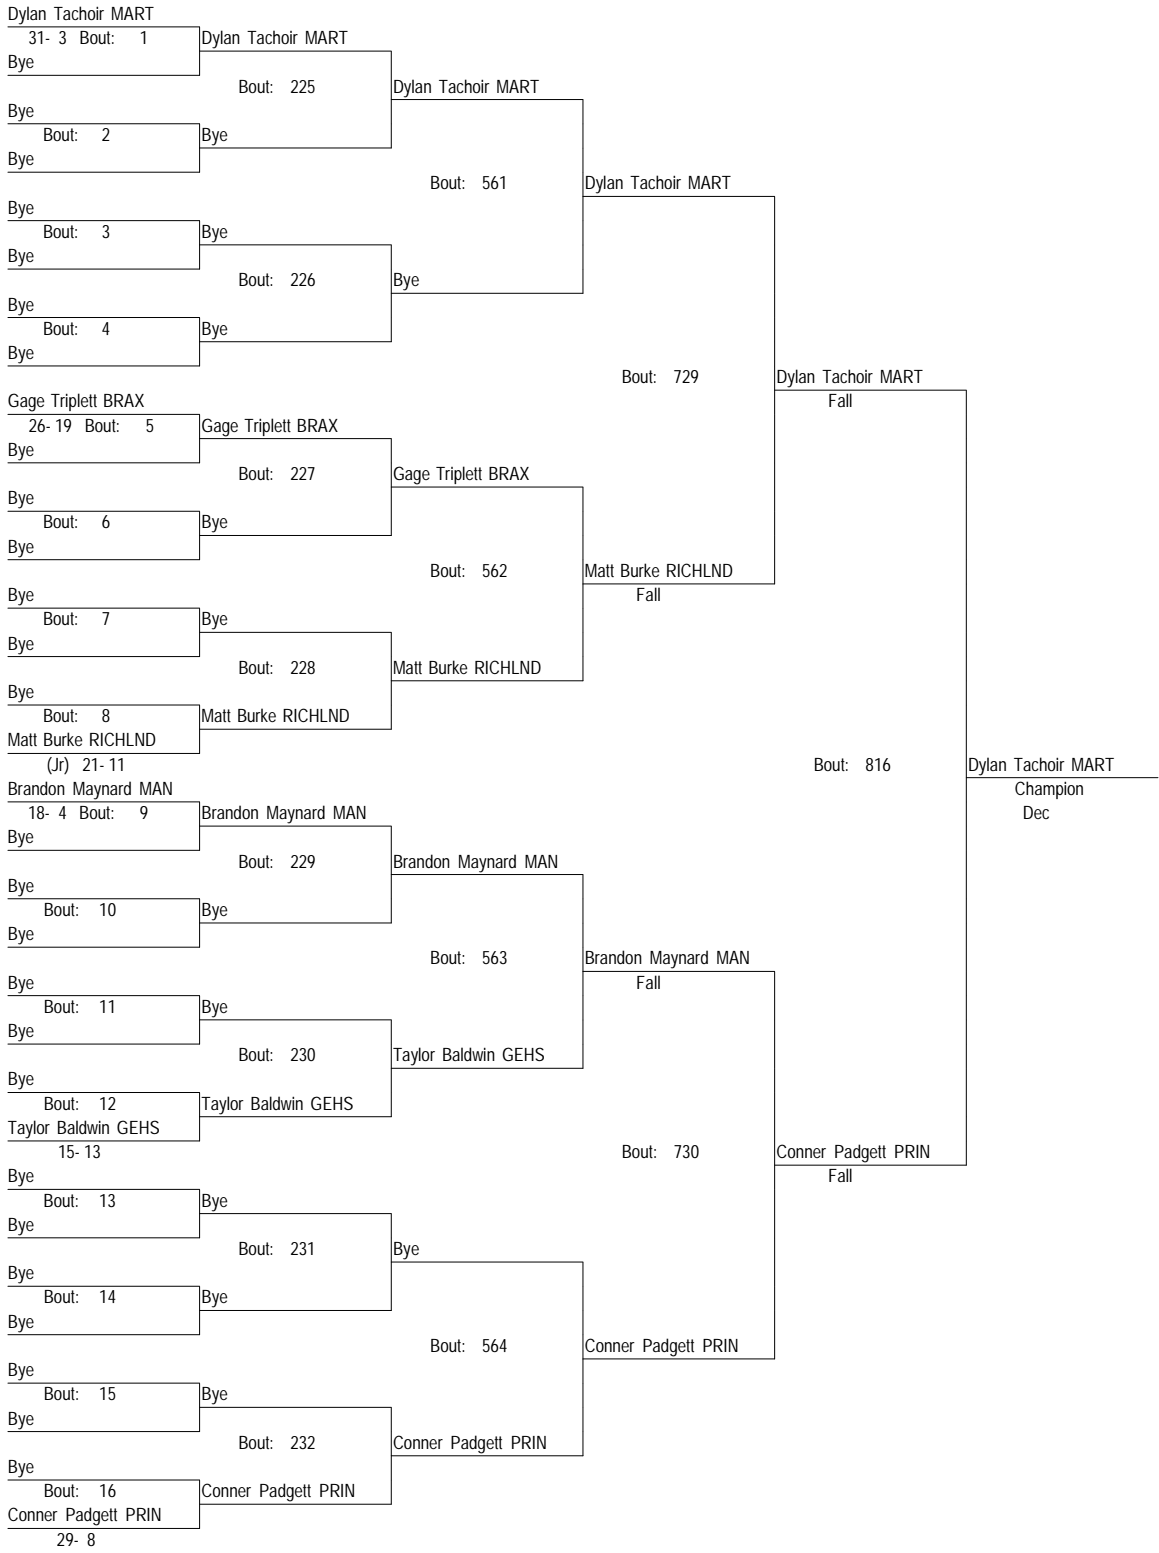 Dylan Tachoir MART
31- 3 Bout: 1 Dylan Tachoir MART
Bye
Bout: 225 Dylan Tachoir MART
Bye
Bout: 2 Bye
Bye
Bout: 561 Dylan Tachoir MART
Bye
Bout: 3 Bye
Bye
Bout: 226 Bye
Bye
Bout: 4 Bye
Bye
Bout: 729 Dylan Tachoir MART
Gage Triplett BRAX Fall
26- 19 Bout: 5 Gage Triplett BRAX
Bye
Bout: 227 Gage Triplett BRAX
Bye
Bout: 6 Bye
Bye
Bout: 562 Matt Burke RICHLND
Bye Fall
Bout: 7 Bye
Bye
Bout: 228 Matt Burke RICHLND
Bye
Bout: 8 Matt Burke RICHLND
Matt Burke RICHLND
(Jr) 21- 11 Bout: 816 Dylan Tachoir MART
Brandon Maynard MAN Champion
18- 4 Bout: 9 Brandon Maynard MAN Dec
Bye
Bout: 229 Brandon Maynard MAN
Bye
Bout: 10 Bye
Bye
Bout: 563 Brandon Maynard MAN
Bye Fall
Bout: 11 Bye
Bye
Bout: 230 Taylor Baldwin GEHS
Bye
Bout: 12 Taylor Baldwin GEHS
Taylor Baldwin GEHS
15- 13 Bout: 730 Conner Padgett PRIN
Bye Fall
Bout: 13 Bye
Bye
Bout: 231 Bye
Bye
Bout: 14 Bye
Bye
Bout: 564 Conner Padgett PRIN
Bye
Bout: 15 Bye
Bye
Bout: 232 Conner Padgett PRIN
Bye
Bout: 16 Conner Padgett PRIN
Conner Padgett PRIN
29- 8